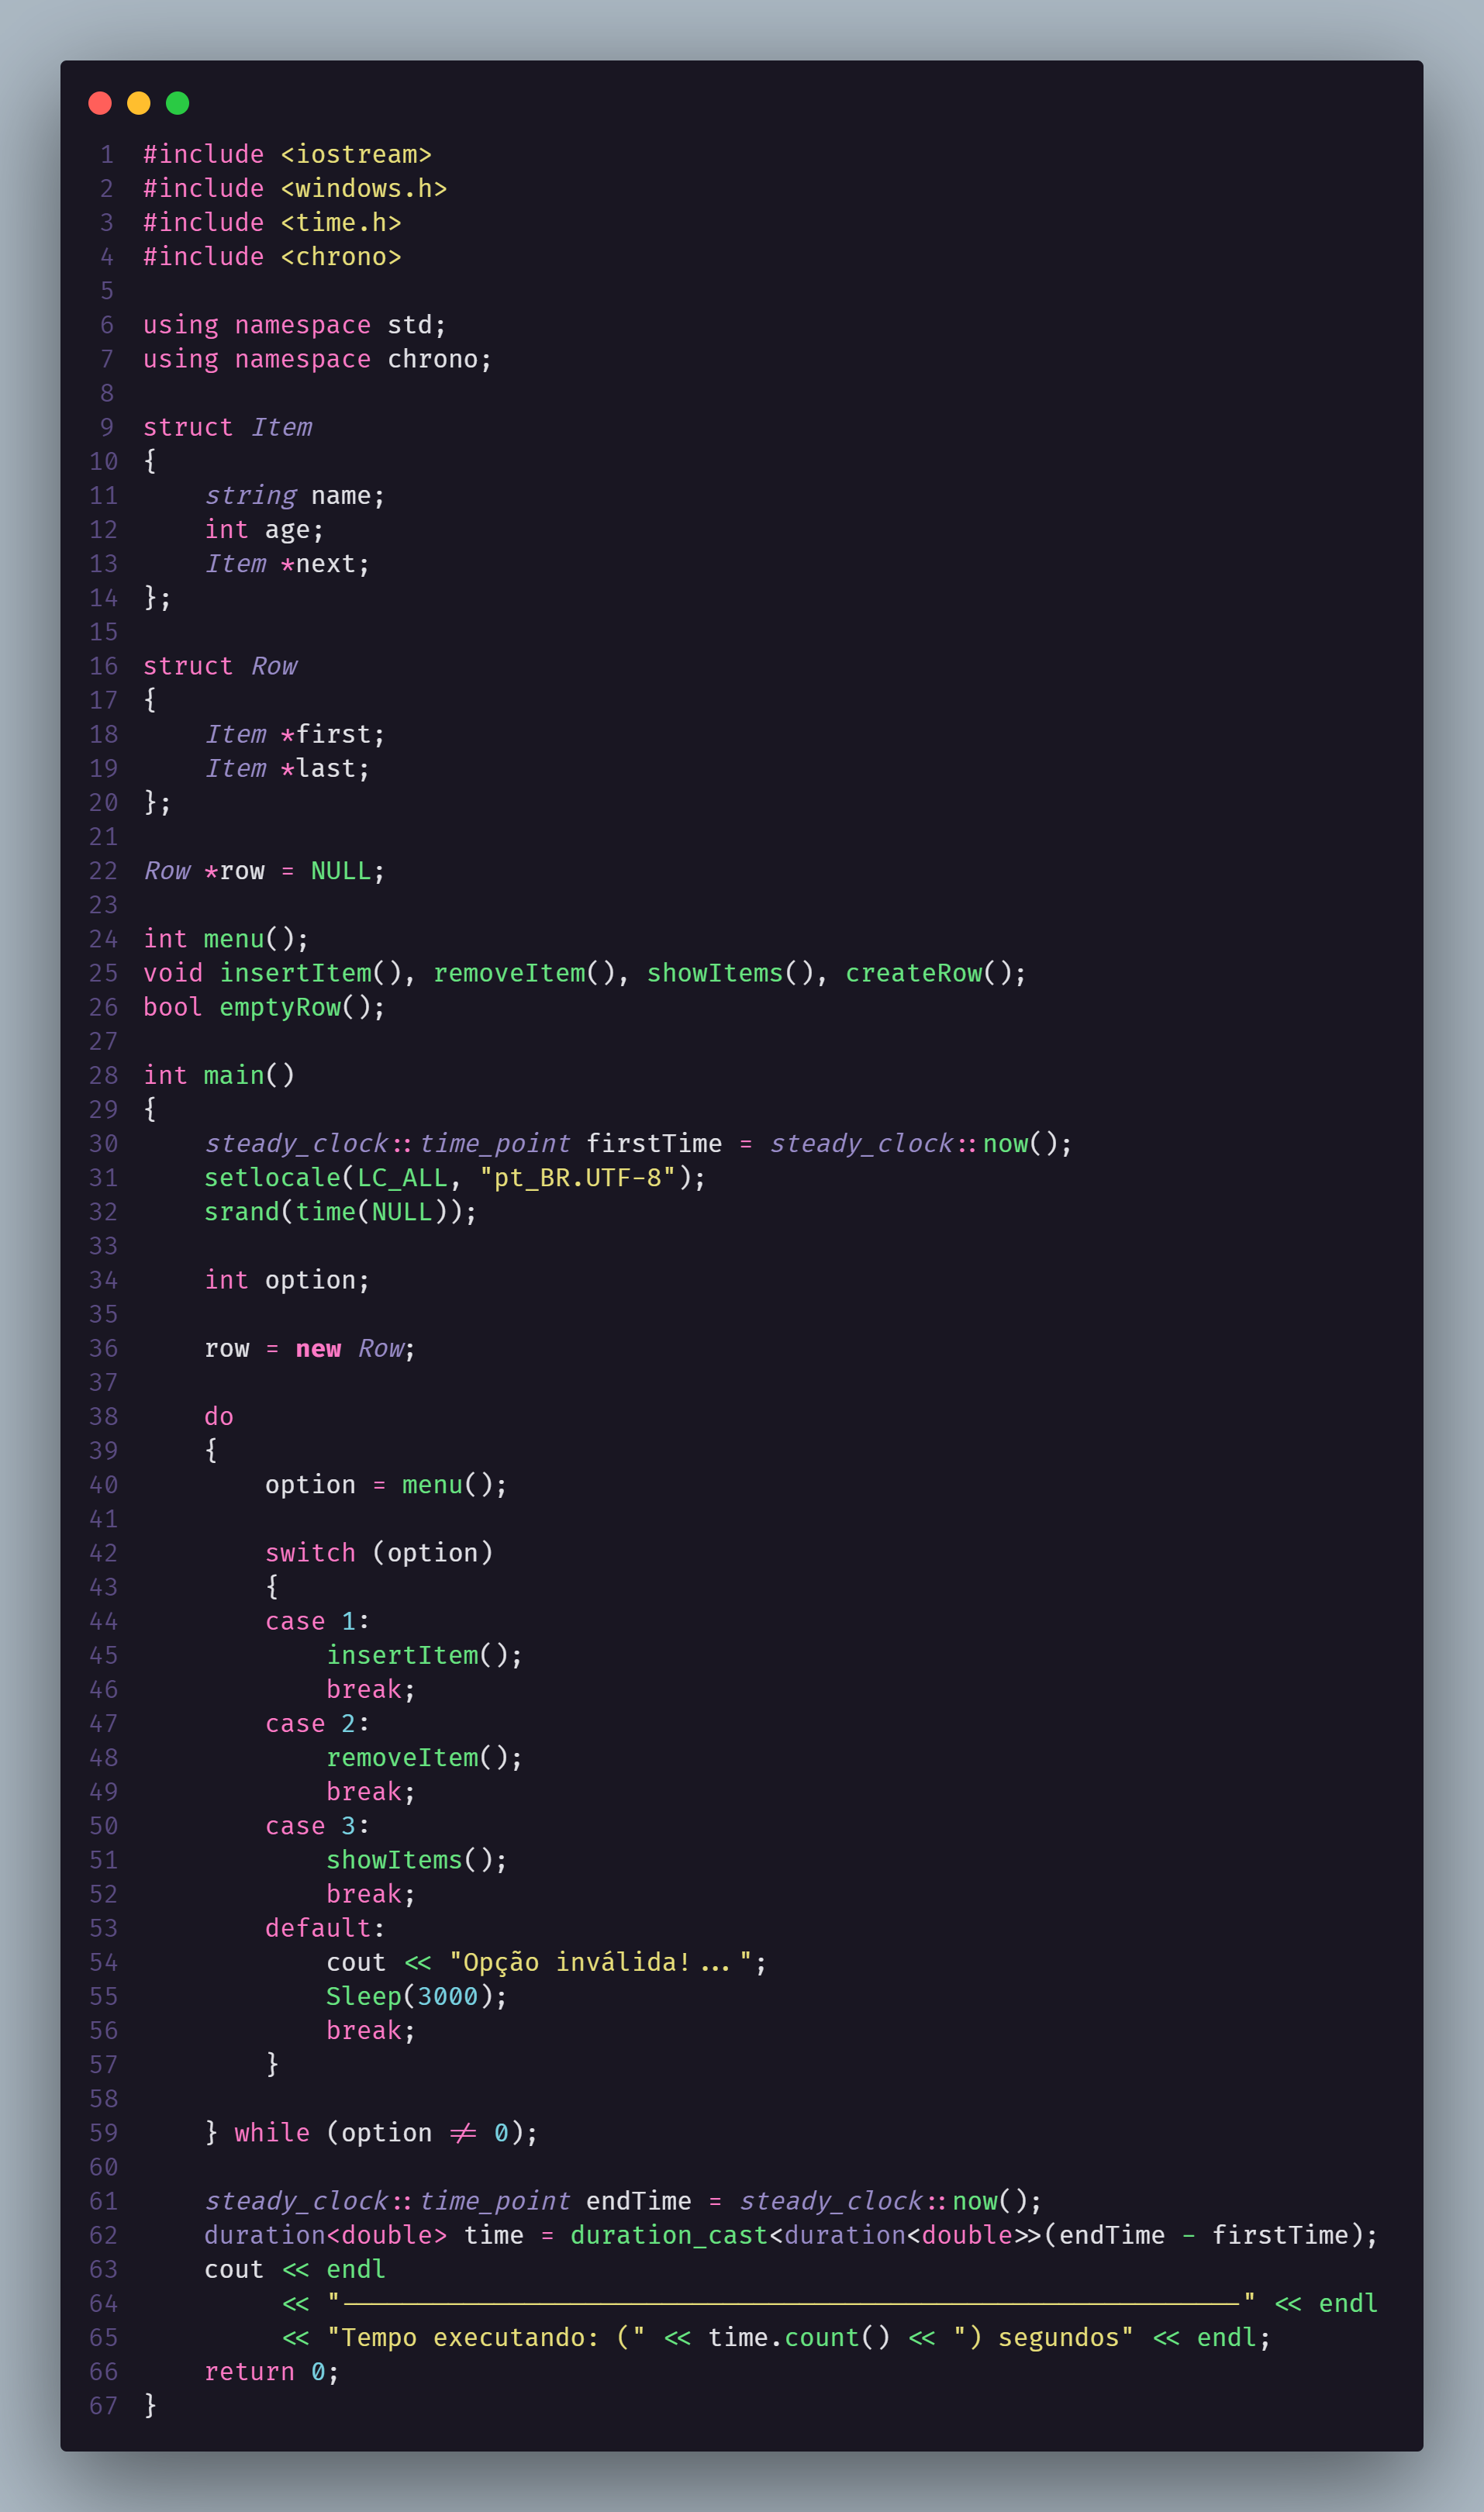 1 #include <iostream>
2 #include <windows.h>
3 #include <time.h>
4 #include <chrono>
5
6 using namespace std;
7 using namespace chrono;
8
9 struct Item
10 {
11     string name;
12     int age;
13     Item *next;
14 };
15
16 struct Row
17 {
18     Item *first;
19     Item *last;
20 };
21
22 Row *row = NULL;
23
24 int menu();
25 void insertItem(), removeItem(), showItems(), createRow();
26 bool emptyRow();
27
28 int main()
29 {
30     steady_clock::time_point firstTime = steady_clock::now();
31     setlocale(LC_ALL, "pt_BR.UTF-8");
32     srand(time(NULL));
33
34     int option;
35
36     row = new Row;
37
38     do
39     {
40         option = menu();
41
42         switch (option)
43         {
44         case 1:
45             insertItem();
46             break;
47         case 2:
48             removeItem();
49             break;
50         case 3:
51             showItems();
52             break;
53         default:
54             cout << "Opção inválida!...";
55             Sleep(3000);
56             break;
57         }
58
59     } while (option != 0);
60
61     steady_clock::time_point endTime = steady_clock::now();
62     duration<double> time = duration_cast<duration<double>>(endTime - firstTime);
63     cout << endl
64          << "-----------------------------------------------------------" << endl
65          << "Tempo executando: (" << time.count() << ") segundos" << endl;
66     return 0;
67 }